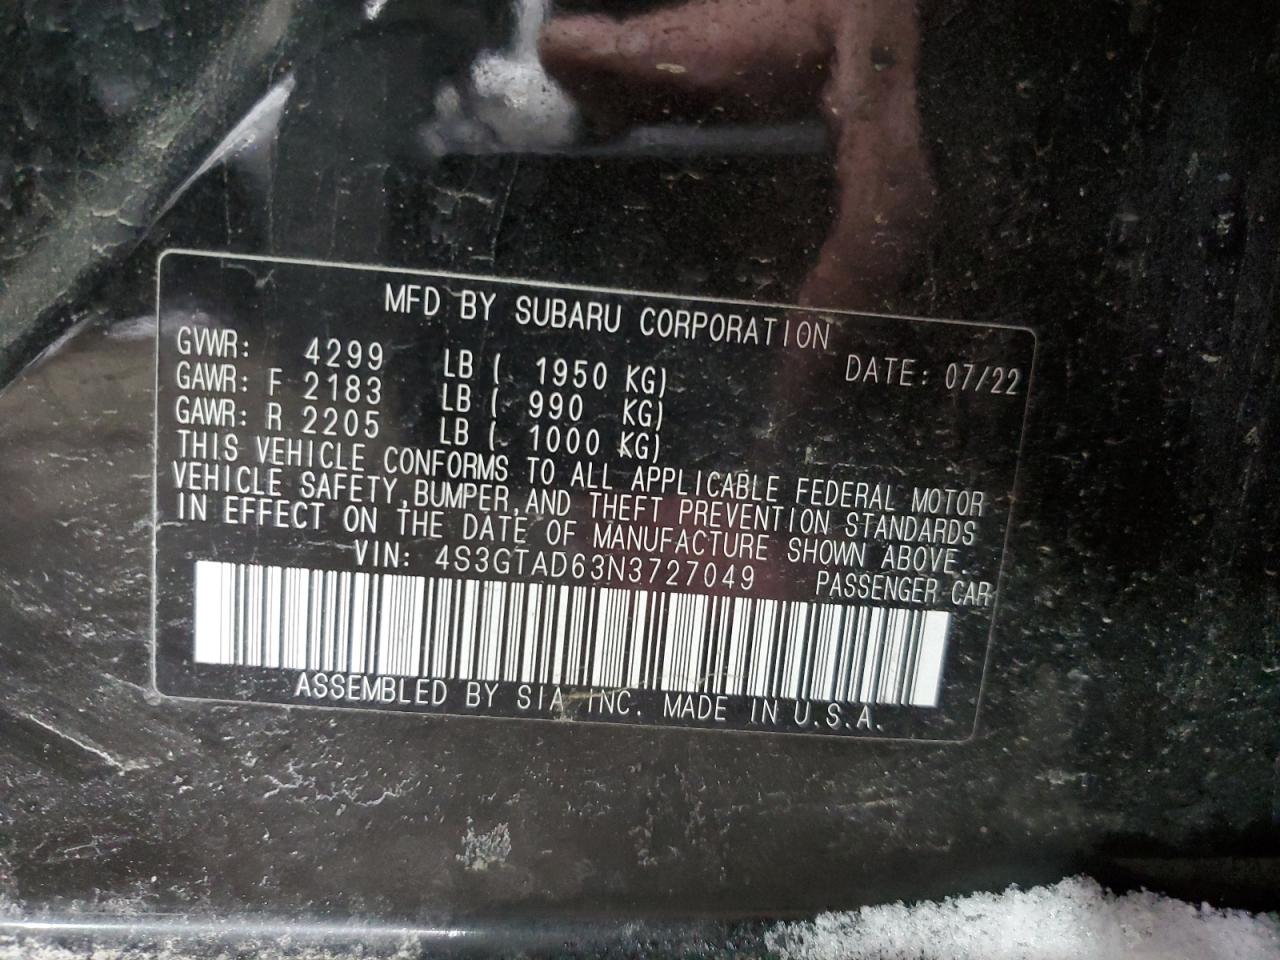 MFD BY SUBARU CORPORATION
GVWR: 4299 LB ( 1950 KG) DATE: 07/22
GAWR: F 2183 LB ( 990 KG)
GAWR: R 2205 LB ( 1000 KG)
THIS VEHICLE CONFORMS TO ALL APPLICABLE FEDERAL MOTOR
VEHICLE SAFETY,BUMPER,AND THEFT PREVENTION STANDARDS
IN EFFECT ON THE DATE OF MANUFACTURE SHOWN ABOVE.
VIN: 4S3GTAD63N3727049 PASSENGER CAR
ASSEMBLED BY SIA INC. MADE IN U.S.A.